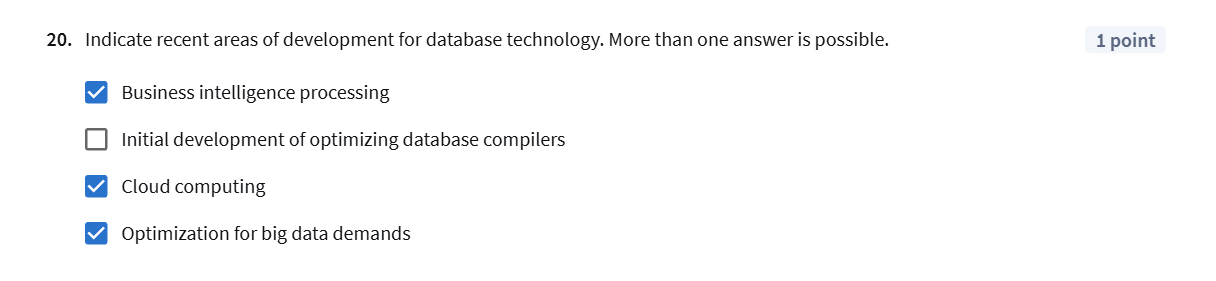 20. Indicate recent areas of development for database technology. More than one answer is possible. 1 point
Business intelligence processing
Initial development of optimizing database compilers
Cloud computing
Optimization for big data demands